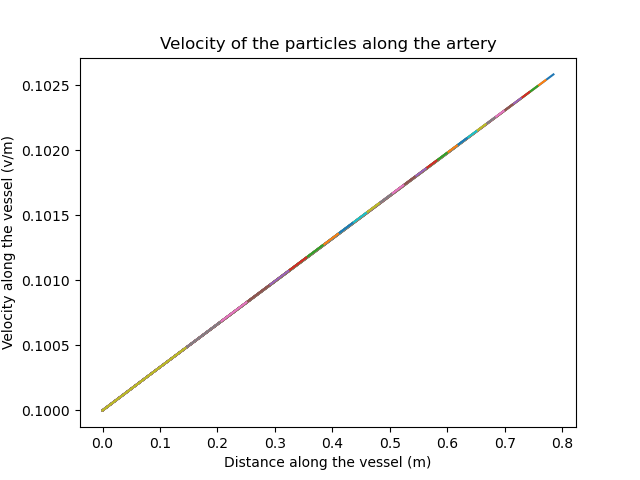 Velocity of the particles along the artery
0.1025
0.1020
0.1015
0.1010
0.1005
0.1000
Velocity along the vessel (v/m)
0.0 0.1 0.2 0.3 0.4 0.5 0.6 0.7 0.8
Distance along the vessel (m)